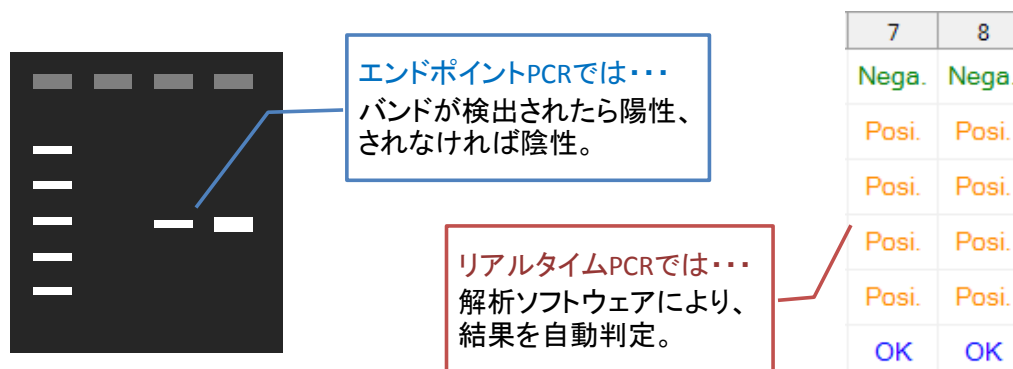 エンドポイントPCRでは・・・
バンドが検出されたら陽性、
されなければ陰性。
リアルタイムPCRでは・・・
解析ソフトウェアにより、
結果を自動判定。
7 8
Nega. Nega.
Posi. Posi.
Posi. Posi.
Posi. Posi.
Posi. Posi.
OK OK